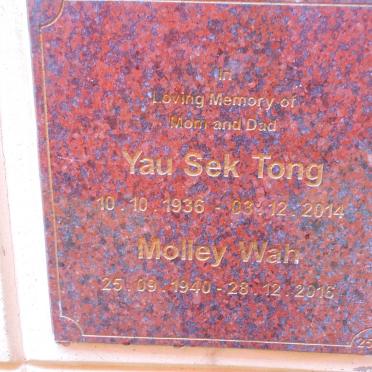 In
Loving Memory of
Mom and Dad
Yau Sek Tong
10 . 10 . 1936 - 03 . 12 . 2014
Molley Wah
25 . 09 . 1940 - 28 . 12 . 2016